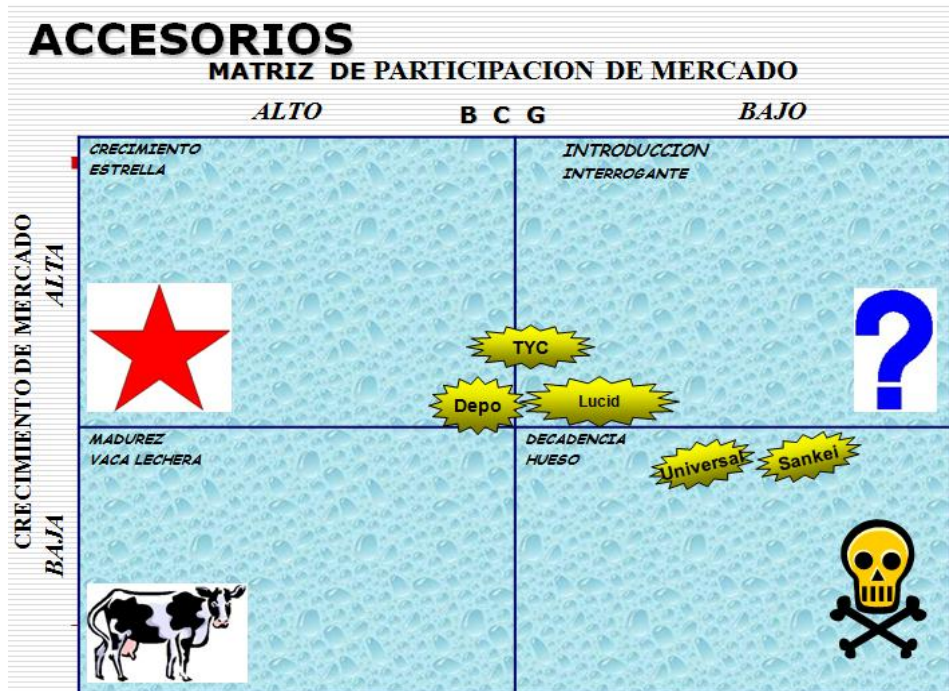 ACCESORIOS
MATRIZ DE PARTICIPACION DE MERCADO
ALTO
B C G
BAJO
CRECIMIENTO
ESTRELLA
INTRODUCCION
INTERROGANTE
CRECIMIENTO DE MERCADO
ALTA
TYC
Depo
Lucid
MADUREZ
VACA LECHERA
DECADENCIA
HUESO
Universal
Sankei
BAJA